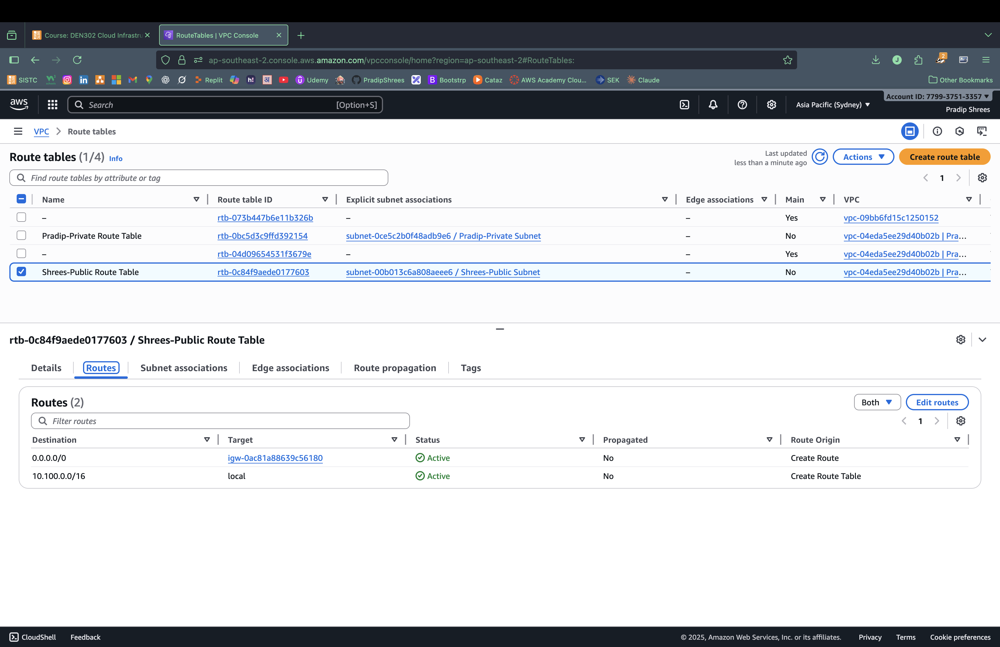 Course: DEN302 Cloud Infrastru
RouteTables | VPC Console
ap-southeast-2.console.aws.amazon.com/vpcconsole/home?region=ap-southeast-2#RouteTables:
2
J
SISTC
Replit
h!
अ
Udemy
PradipShrees
B Bootstrp
Cataz
AWS Academy Clou...
SEK
Claude
Other Bookmarks
aws
Search
[Option+S]
Asia Pacific (Sydney)
Account ID: 7799-3751-3357
Pradip Shrees
VPC
Route tables
Route tables (1/4) Info
Last updated
less than a minute ago
Actions
Create route table
Find route tables by attribute or tag
1
Name Route table ID Explicit subnet associations Edge associations Main VPC
– rtb-073b447b6e11b326b – – Yes vpc-09bb6fd15c1250152
Pradip-Private Route Table rtb-0bc5d3c9ffd392154 subnet-0ce5c2b0f48adb9e6 / Pradip-Private Subnet – No vpc-04eda5ee29d40b02b | Pra...
– rtb-04d09654531f3679e – – Yes vpc-04eda5ee29d40b02b | Pra...
Shrees-Public Route Table rtb-0c84f9aede0177603 subnet-00b013c6a808aeee6 / Shrees-Public Subnet – No vpc-04eda5ee29d40b02b | Pra...
rtb-0c84f9aede0177603 / Shrees-Public Route Table
Details Routes Subnet associations Edge associations Route propagation Tags
Routes (2)
Both
Edit routes
Filter routes
1
Destination Target Status Propagated Route Origin
0.0.0.0/0 igw-0ac81a88639c56180 Active No Create Route
10.100.0.0/16 local Active No Create Route Table
CloudShell Feedback © 2025, Amazon Web Services, Inc. or its affiliates. Privacy Terms Cookie preferences